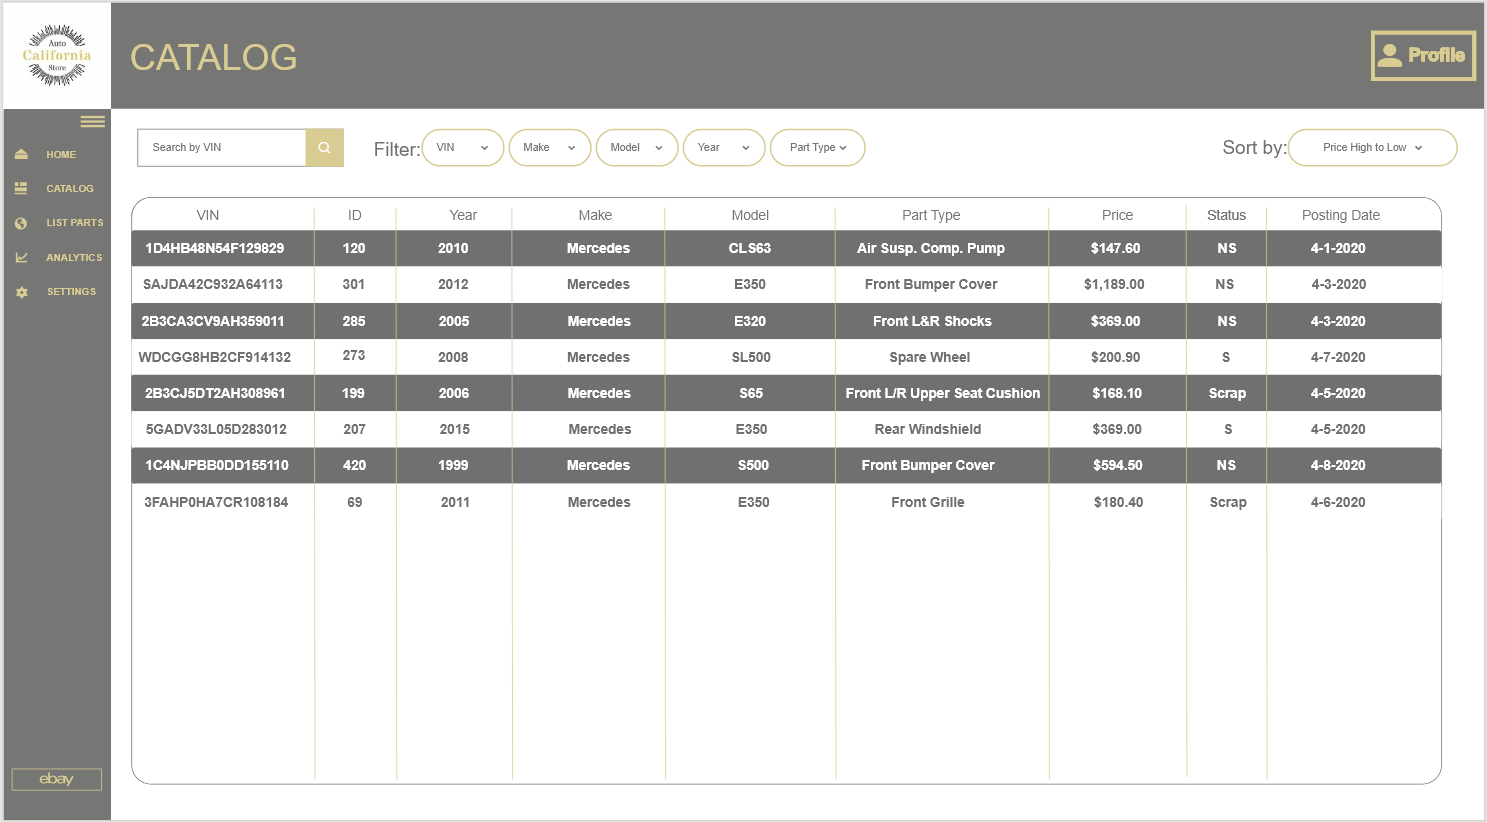 Auto
California
Store
CATALOG
Profile
HOME
CATALOG
LIST PARTS
ANALYTICS
SETTINGS
ebay
Search by VIN
Filter: VIN Make Model Year Part Type
Sort by: Price High to Low
VIN ID Year Make Model Part Type Price Status Posting Date
1D4HB48N54F129829 120 2010 Mercedes CLS63 Air Susp. Comp. Pump $147.60 NS 4-1-2020
SAJDA42C932A64113 301 2012 Mercedes E350 Front Bumper Cover $1,189.00 NS 4-3-2020
2B3CA3CV9AH359011 285 2005 Mercedes E320 Front L&R Shocks $369.00 NS 4-3-2020
WDCGG8HB2CF914132 273 2008 Mercedes SL500 Spare Wheel $200.90 S 4-7-2020
2B3CJ5DT2AH308961 199 2006 Mercedes S65 Front L/R Upper Seat Cushion $168.10 Scrap 4-5-2020
5GADV33L05D283012 207 2015 Mercedes E350 Rear Windshield $369.00 S 4-5-2020
1C4NJPBB0DD155110 420 1999 Mercedes S500 Front Bumper Cover $594.50 NS 4-8-2020
3FAHP0HA7CR108184 69 2011 Mercedes E350 Front Grille $180.40 Scrap 4-6-2020